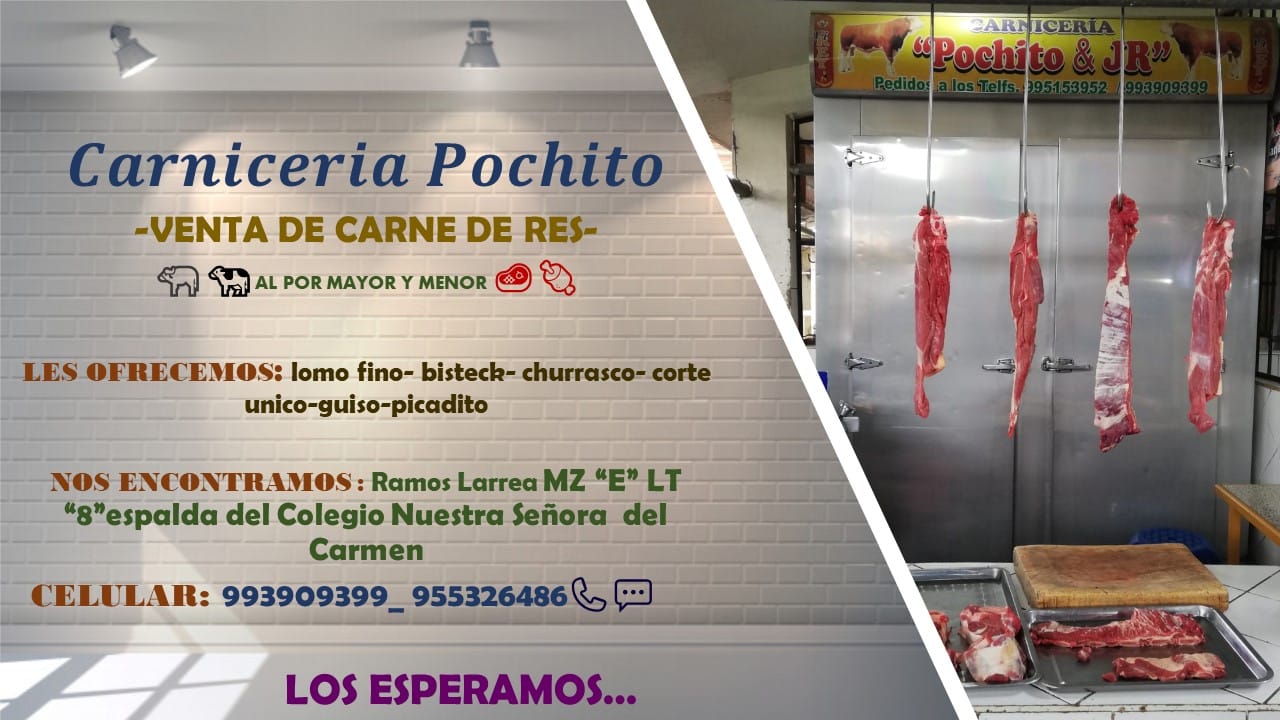 Carniceria Pochito
-VENTA DE CARNE DE RES-
AL POR MAYOR Y MENOR
LES OFRECEMOS: lomo fino- bisteck- churrasco- corte
unico-guiso-picadito
NOS ENCONTRAMOS : Ramos Larrea MZ “E” LT
“8”espalda del Colegio Nuestra Señora del
Carmen
CELULAR: 993909399_ 955326486
LOS ESPERAMOS...
CARNICERÍA
“Pochito & JR”
Pedidos a los Telfs. 995153952 / 993909399